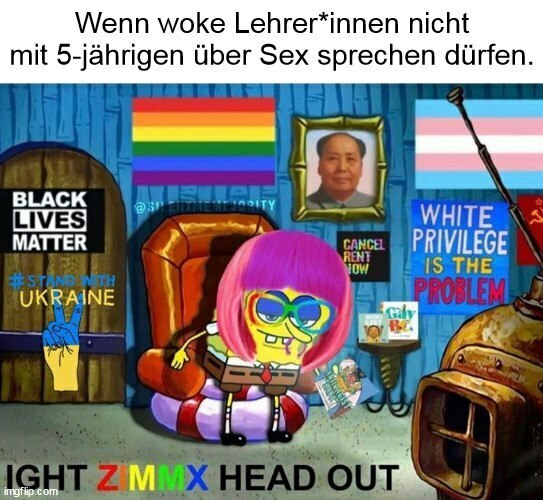 Wenn woke Lehrer*innen nicht
mit 5-jährigen über Sex sprechen dürfen.
BLACK
LIVES
MATTER
WHITE
PRIVILEGE
IS THE
PROBLEM
CANCEL
RENT
NOW
#STAND WITH
UKRAINE
IGHT ZIMMX HEAD OUT
imgflip.com